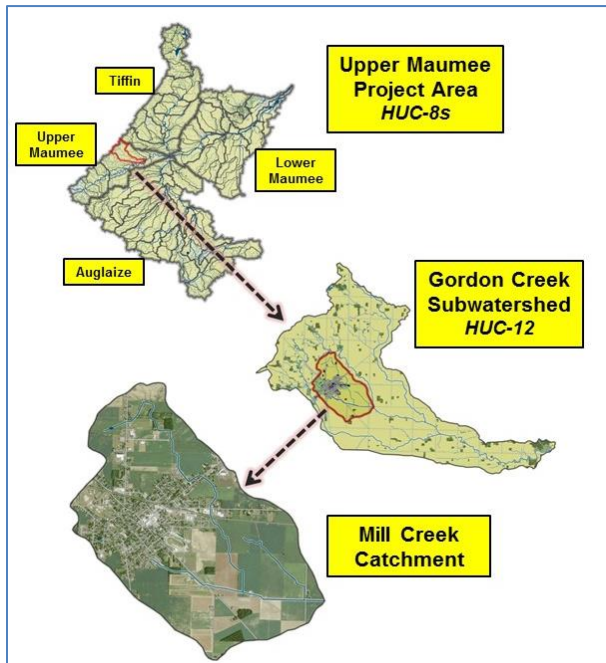 Upper Maumee
Project Area
HUC-8s
Tiffin
Upper
Maumee
Lower
Maumee
Auglaize
Gordon Creek
Subwatershed
HUC-12
Mill Creek
Catchment